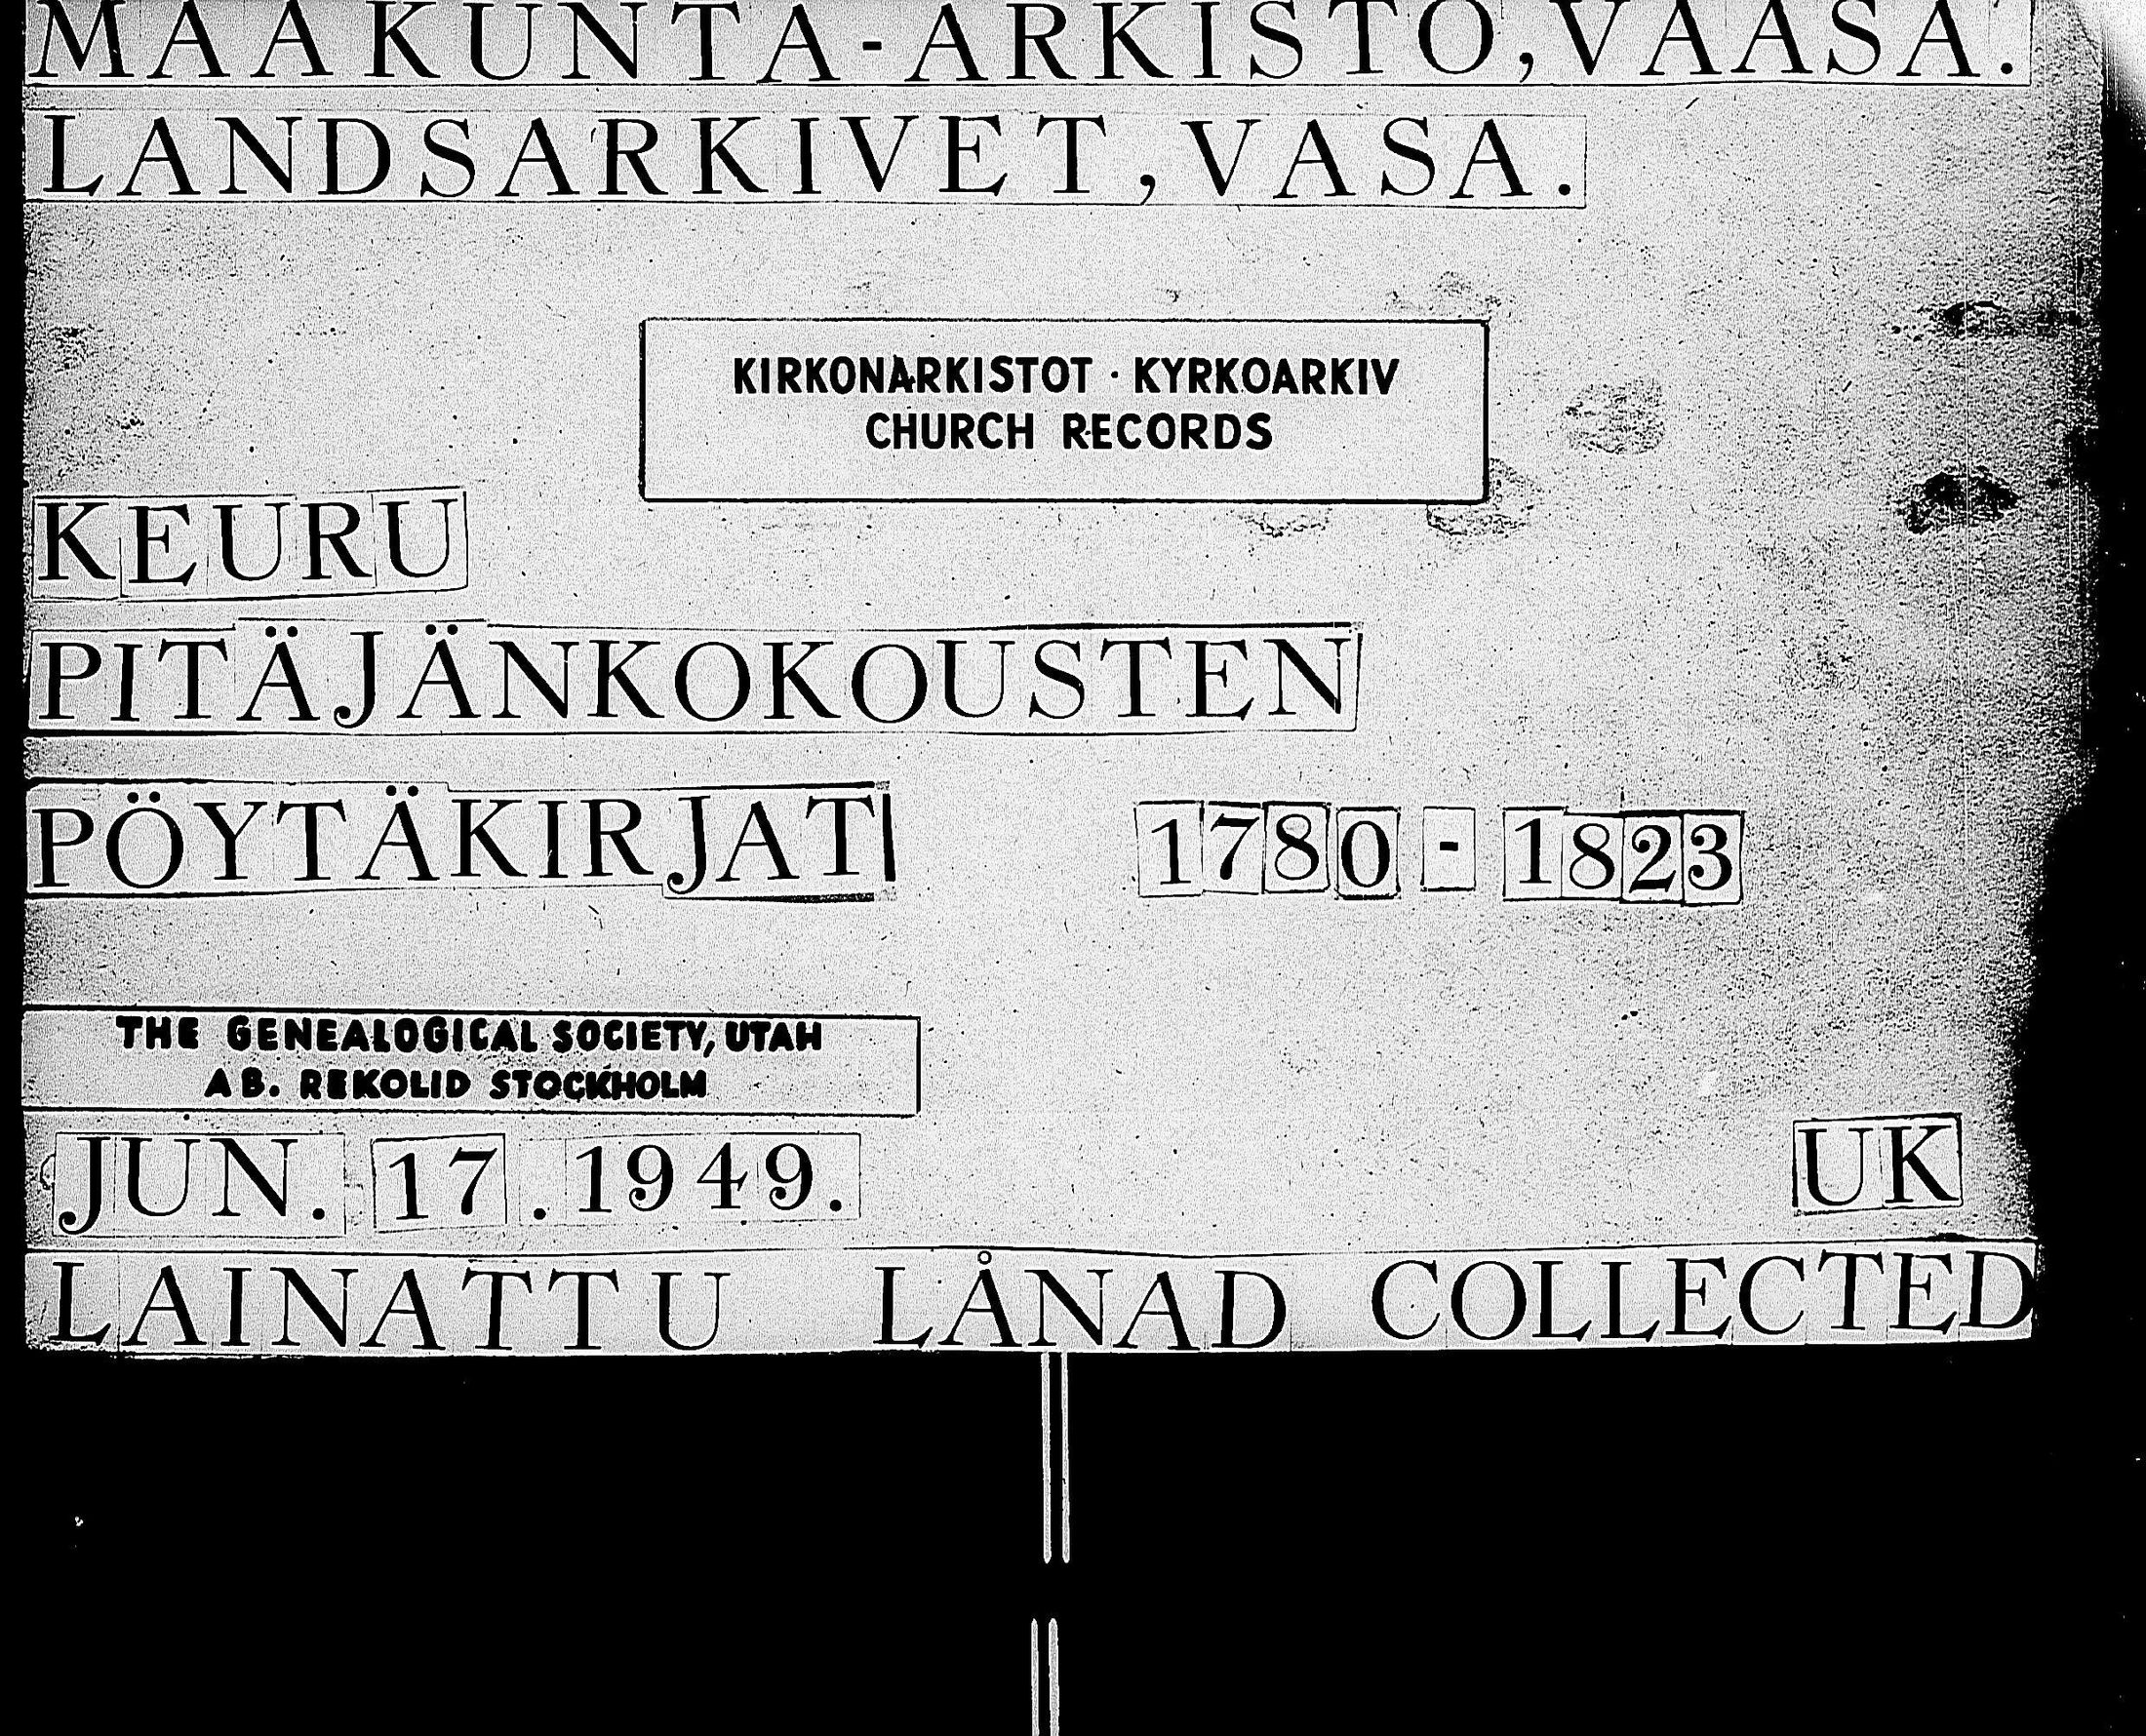 MAAKUNTA-ARKISTO, VAASA.
LANDSARKIVET, VASA.
KIRKONARKISTOT · KYRKOARKIV
CHURCH RECORDS
KEURU
PITÄJÄNKOKOUSTEN
PÖYTÄKIRJAT 1780 - 1823
THE GENEALOGICAL SOCIETY, UTAH
AB. REKOLID STOCKHOLM
JUN. 17 . 1949. UK
LAINATTU LÅNAD COLLECTED